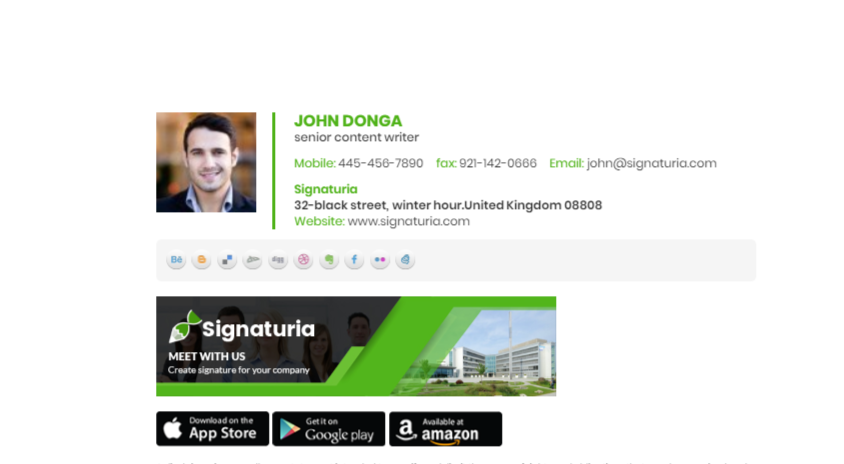 JOHN DONGA
senior content writer
Mobile: 445-456-7890 fax: 921-142-0666 Email: john@signaturia.com
Signaturia
32-black street, winter hour.United Kingdom 08808
Website: www.signaturia.com
Bē
Signaturia
MEET WITH US
Create signature for your company
Download on the
App Store
Get it on
Google play
Available at
amazon